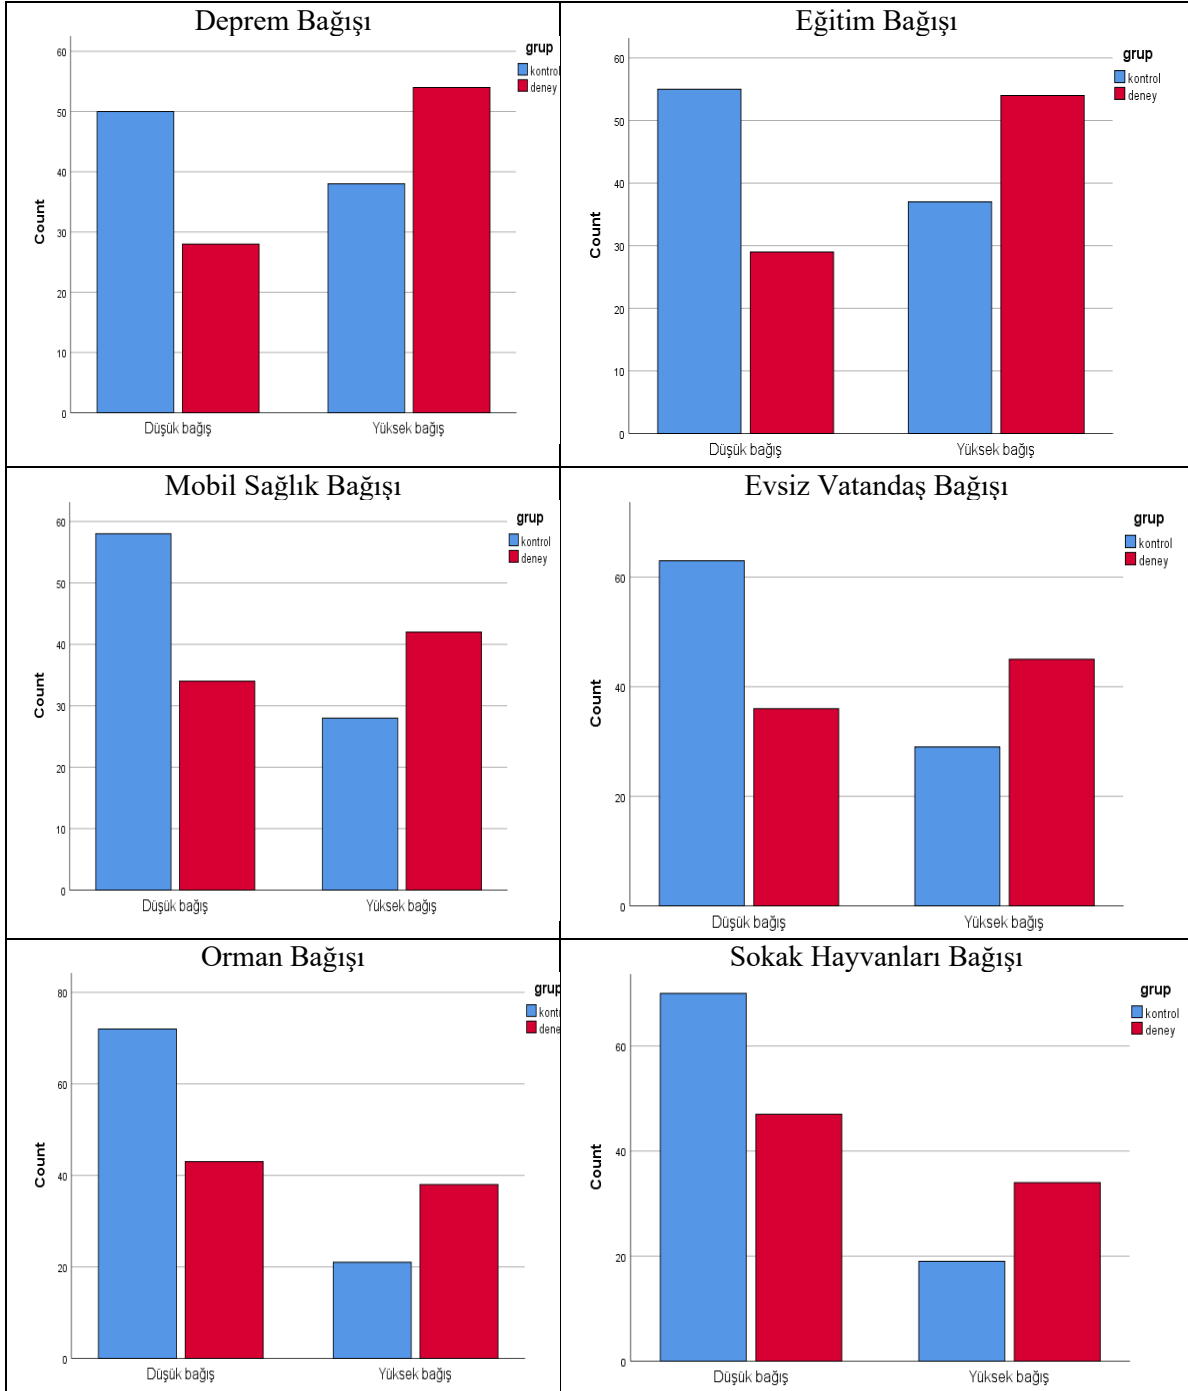 Deprem Bağışı
60
50
40
30
20
10
0
Count
Düşük bağış
Yüksek bağış
grup
kontrol
deney
Eğitim Bağışı
60
50
40
30
20
10
0
Count
Düşük bağış
Yüksek bağış
grup
kontrol
deney
Mobil Sağlık Bağışı
60
50
40
30
20
10
0
Count
Düşük bağış
Yüksek bağış
grup
kontrol
deney
Evsiz Vatandaş Bağışı
60
40
20
0
Count
Düşük bağış
Yüksek bağış
grup
kontrol
deney
Orman Bağışı
80
60
40
20
0
Count
Düşük bağış
Yüksek bağış
grup
kont
dene
Sokak Hayvanları Bağışı
60
40
20
0
Count
Düşük bağış
Yüksek bağış
grup
kontrol
deney